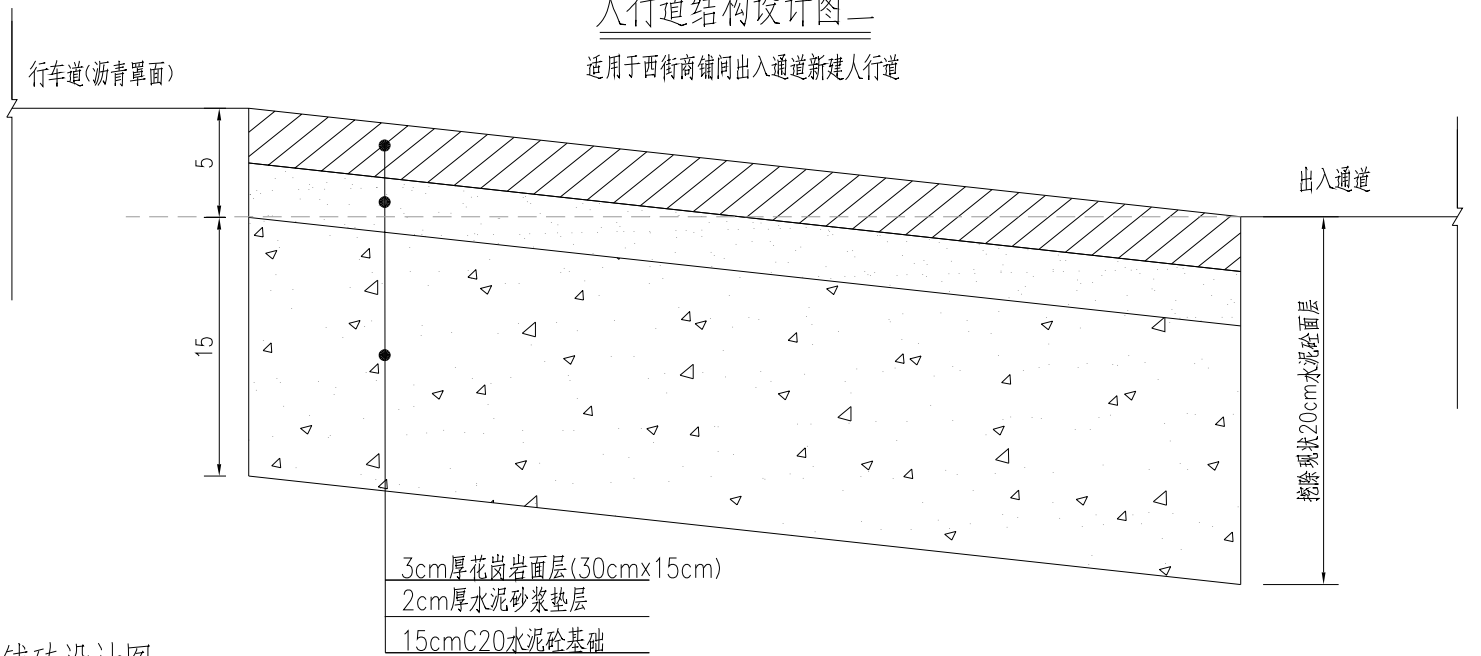 人行道结构设计图二
适用于西街商铺间出入通道新建人行道
行车道(沥青罩面)
5
出入通道
15
挖除现状20cm水泥砼面层
3cm厚花岗岩面层(30cm×15cm)
2cm厚水泥砂浆垫层
15cmC20水泥砼基础
砖设计图